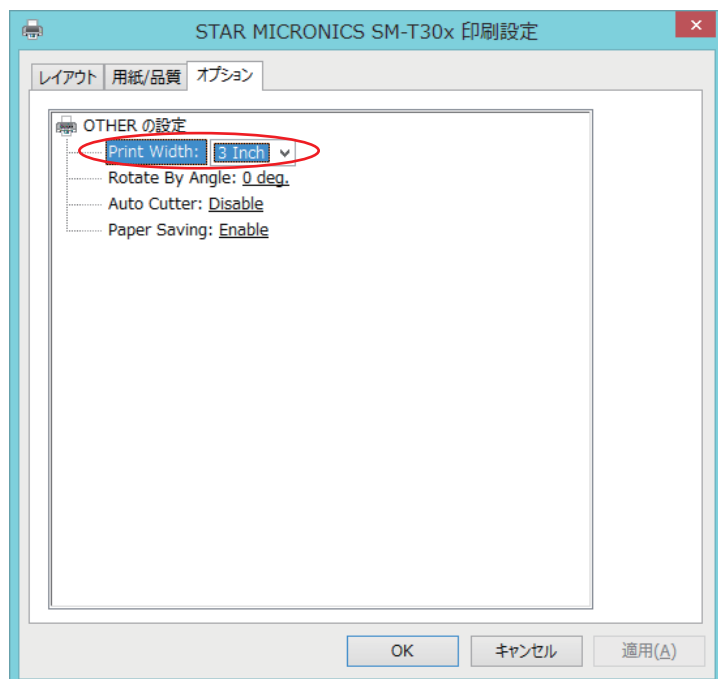 STAR MICRONICS SM-T30x 印刷設定
レイアウト 用紙/品質 オプション
OTHER の設定
Print Width: 3 Inch
Rotate By Angle: 0 deg.
Auto Cutter: Disable
Paper Saving: Enable
OK キャンセル 適用(A)